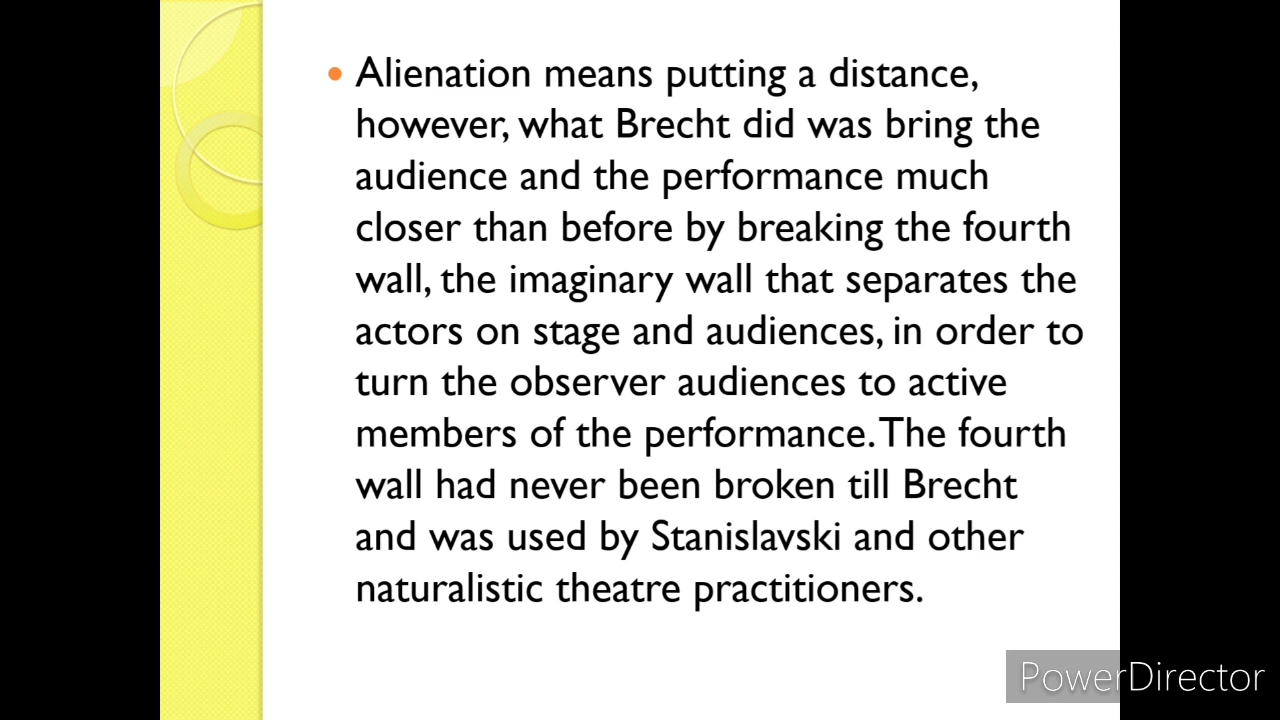 Alienation means putting a distance,
however, what Brecht did was bring the
audience and the performance much
closer than before by breaking the fourth
wall, the imaginary wall that separates the
actors on stage and audiences, in order to
turn the observer audiences to active
members of the performance. The fourth
wall had never been broken till Brecht
and was used by Stanislavski and other
naturalistic theatre practitioners.
PowerDirector